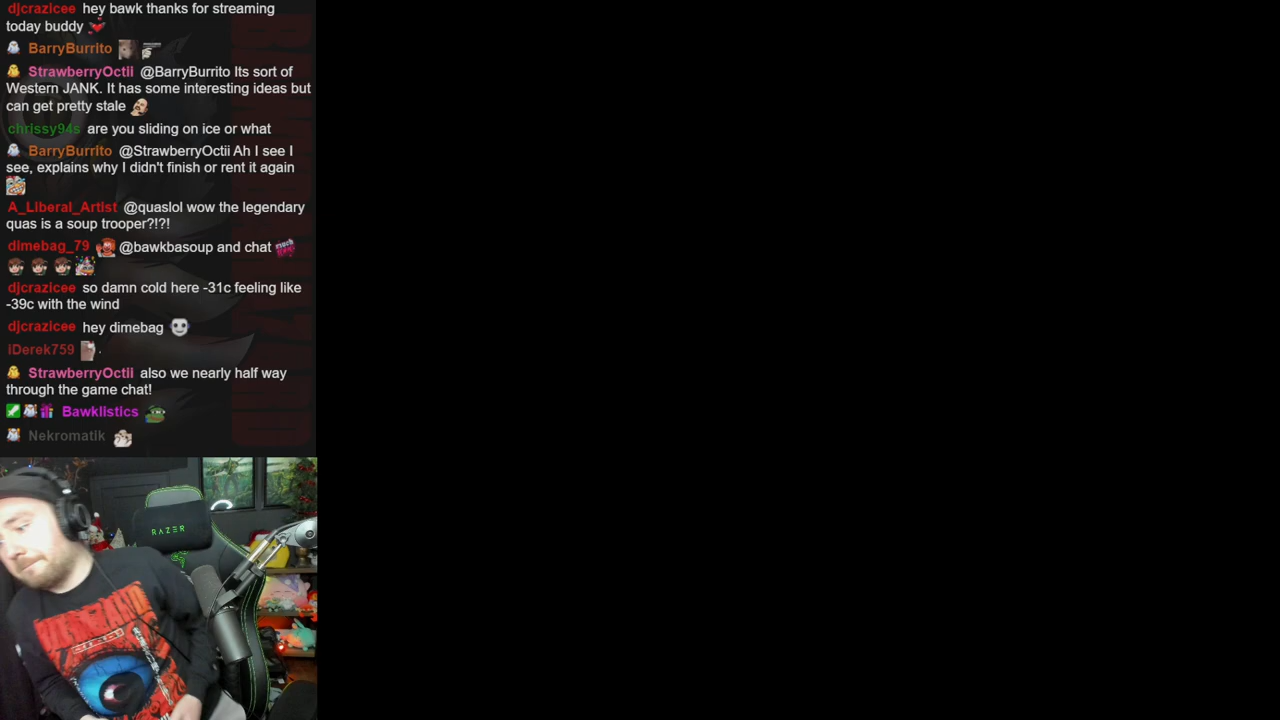 djcrazicee hey bawk thanks for streaming
today buddy
BarryBurrito
StrawberryOctii @BarryBurrito Its sort of
Western JANK. It has some interesting ideas but
can get pretty stale
chrissy94s are you sliding on ice or what
BarryBurrito @StrawberryOctii Ah I see I
see, explains why I didn't finish or rent it again
A_Liberal_Artist @quaslol wow the legendary
quas is a soup trooper?!?!
dimebag_79 @bawkbasoup and chat
djcrazicee so damn cold here -31c feeling like
-39c with the wind
djcrazicee hey dimebag
iDerek759 .
StrawberryOctii also we nearly half way
through the game chat!
Bawklistics
Nekromatik
RAZER